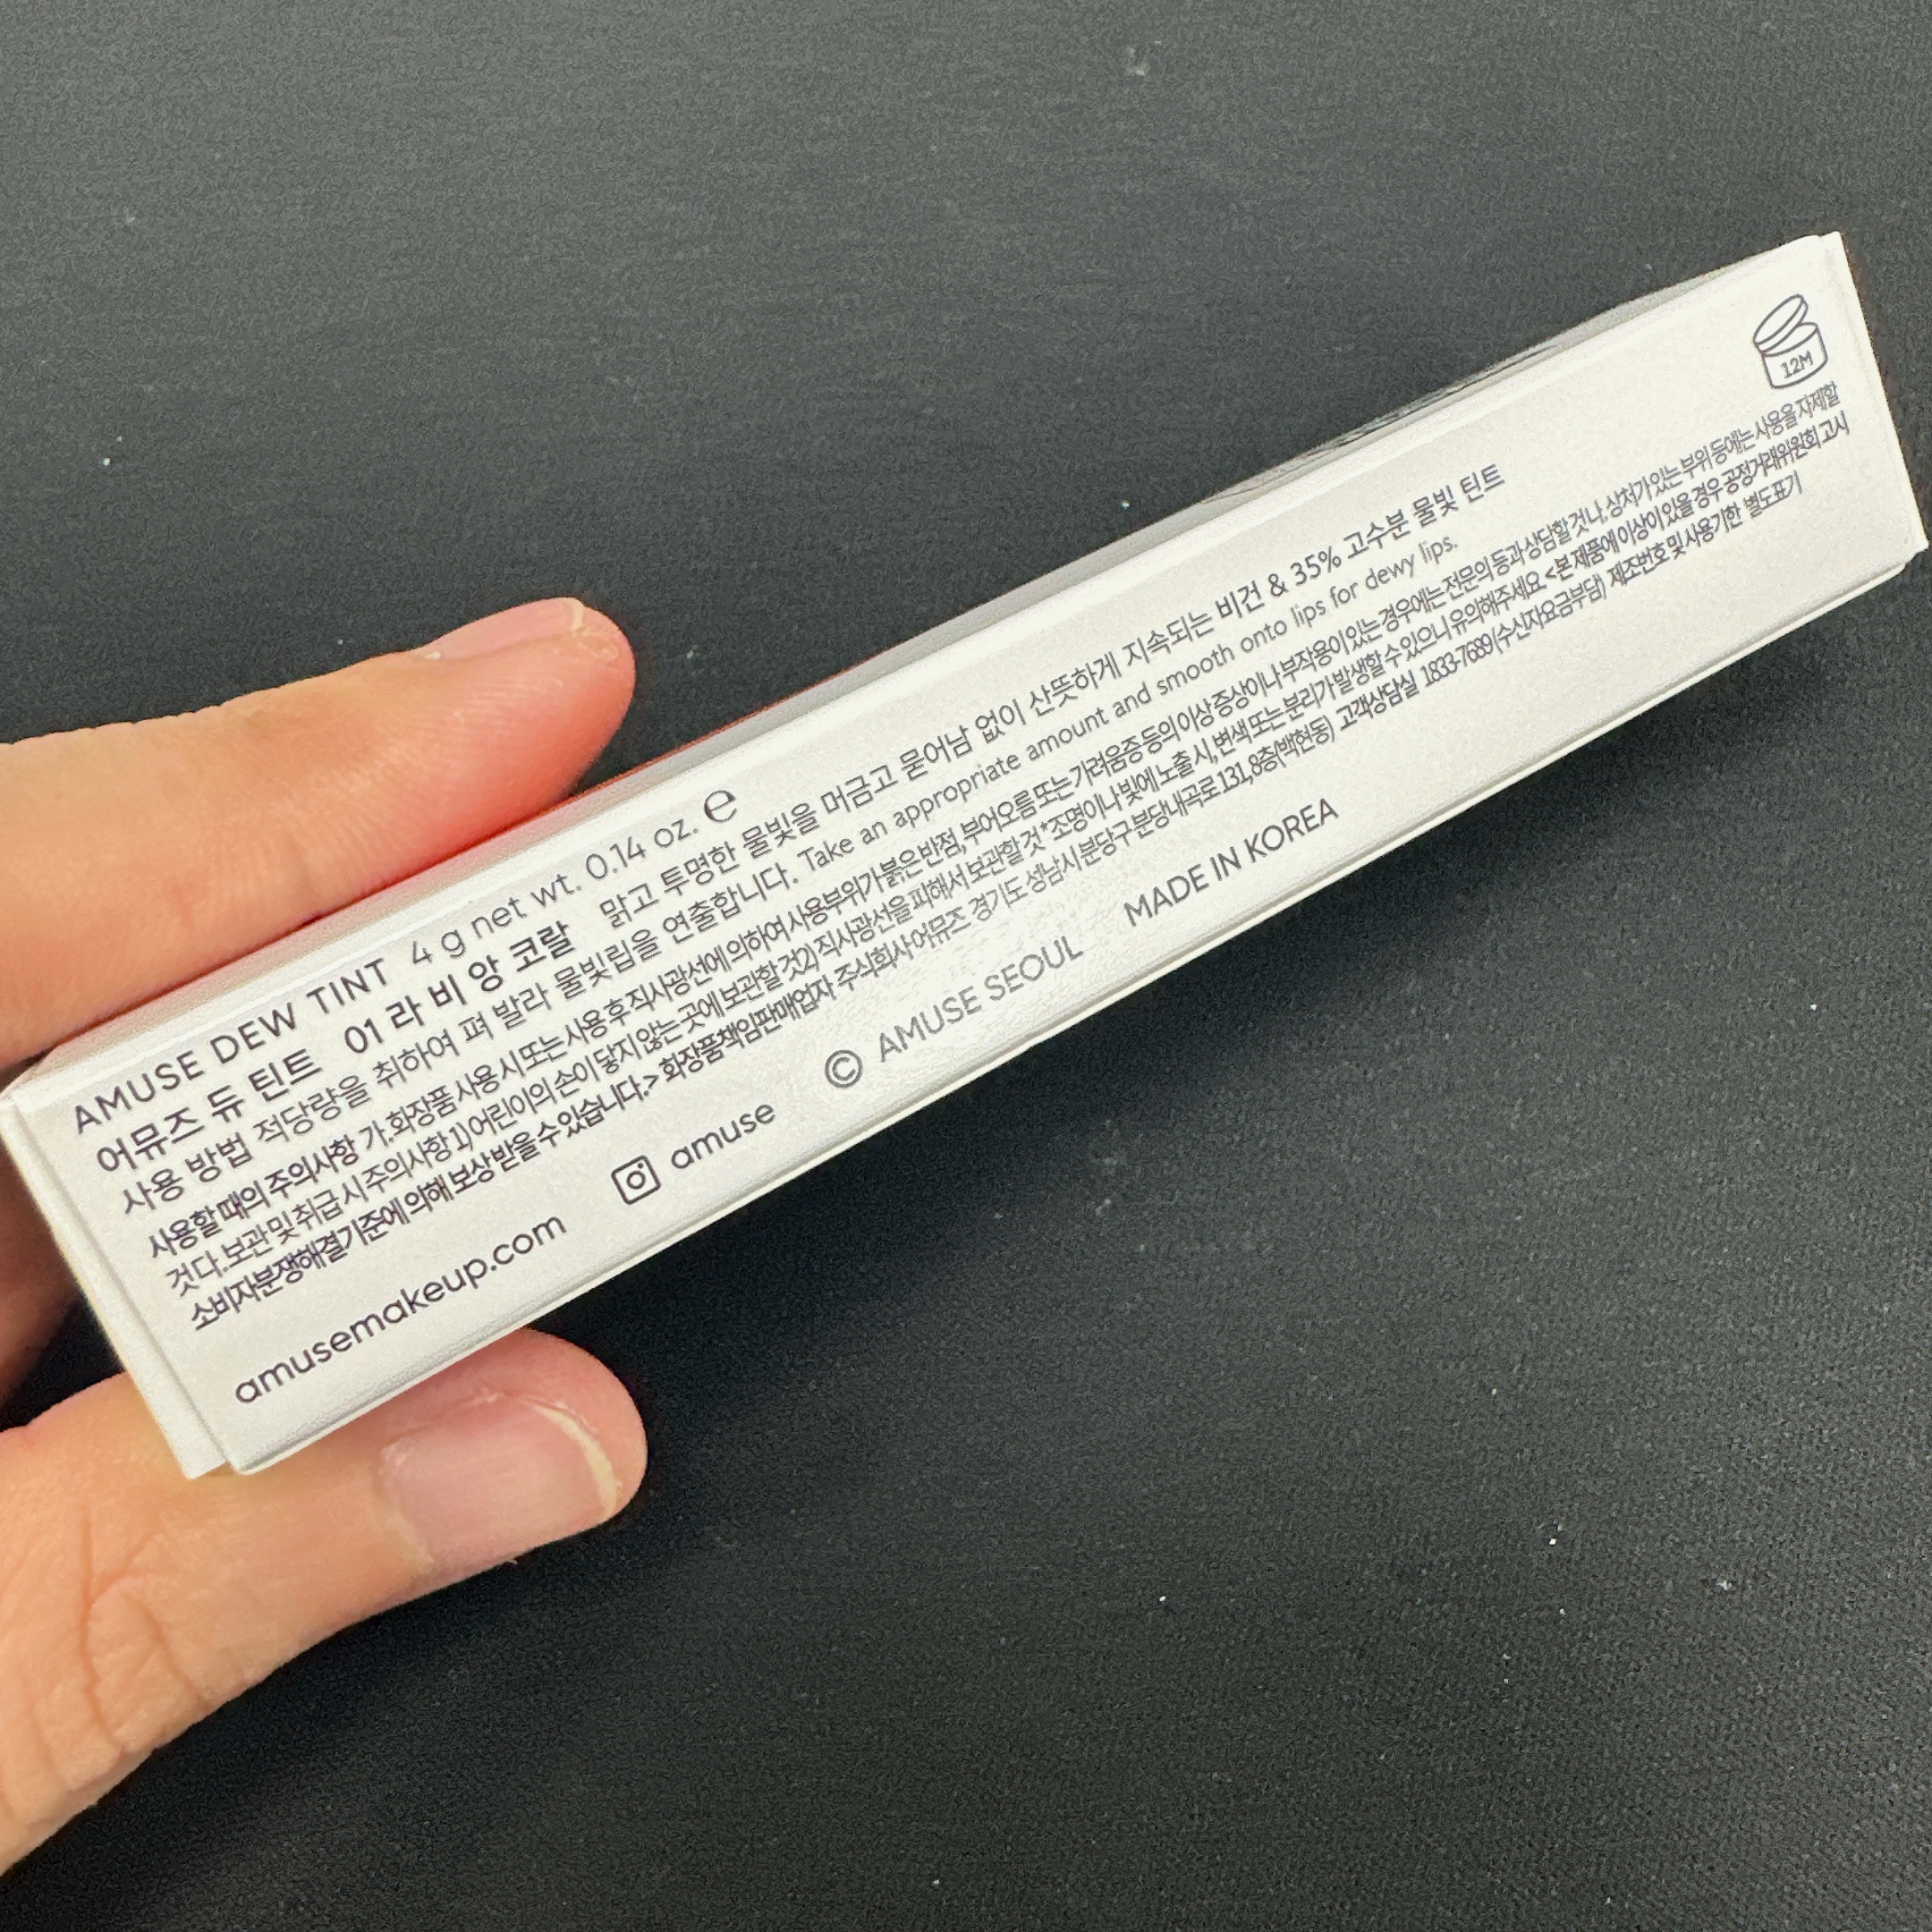 AMUSE DEW TINT 4 g net wt. 0.14 oz. ℮
어뮤즈 듀 틴트 01 라 비 앙 코랄 맑고 투명한 물빛을 머금고 묻어남 없이 산뜻하게 지속되는 비건 & 35% 고수분 물빛 틴트
사용 방법 적당량을 취하여 펴 발라 물빛립을 연출합니다. Take an appropriate amount and smooth onto lips for dewy lips.
사용할 때의 주의사항 가.화장품 사용 시 또는 사용 후 직사광선에 의하여 사용부위가 붉은 반점, 부어오름 또는 가려움증 등의 이상 증상이나 부작용이 있는 경우에는 전문의 등과 상담할 것 나.상처가 있는 부위 등에는 사용을 자제할
것 다.보관 및 취급 시 주의사항 1)어린이의 손이 닿지 않는 곳에 보관할 것 2)직사광선을 피해서 보관할 것 *조명이나 빛에 노출 시, 변색 또는 분리가 발생할 수 있으니 유의해주세요. <본 제품에 이상이 있을 경우 공정거래위원회 고시
소비자분쟁해결기준에 의해 보상 받을 수 있습니다.> 화장품책임판매업자 주식회사 어뮤즈 경기도 성남시 분당구 분당내곡로 131, 8층(백현동) 고객상담실 1833-7689(수신자요금부담) 제조번호 및 사용기한 별도표기
amusemakeup.com amuse © AMUSE SEOUL MADE IN KOREA
12M